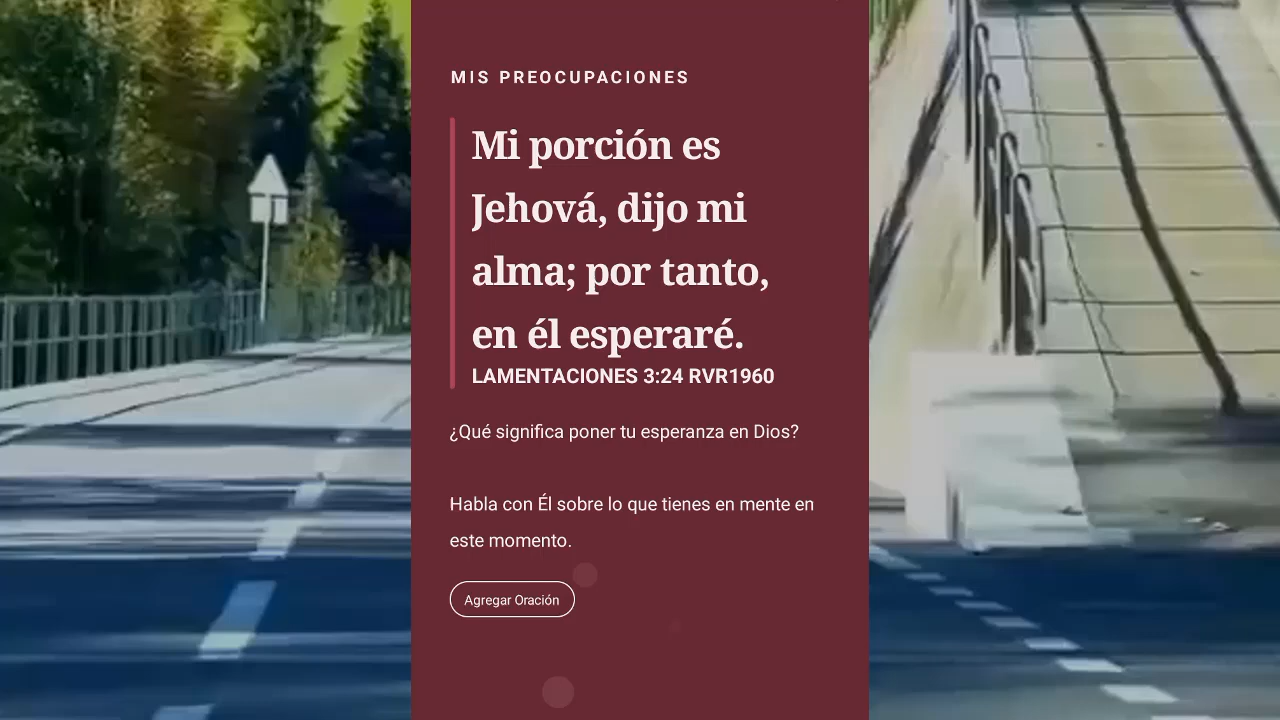 MIS PREOCUPACIONES
Mi porción es
Jehová, dijo mi
alma; por tanto,
en él esperaré.
LAMENTACIONES 3:24 RVR1960
¿Qué significa poner tu esperanza en Dios?
Habla con Él sobre lo que tienes en mente en
este momento.
Agregar Oración